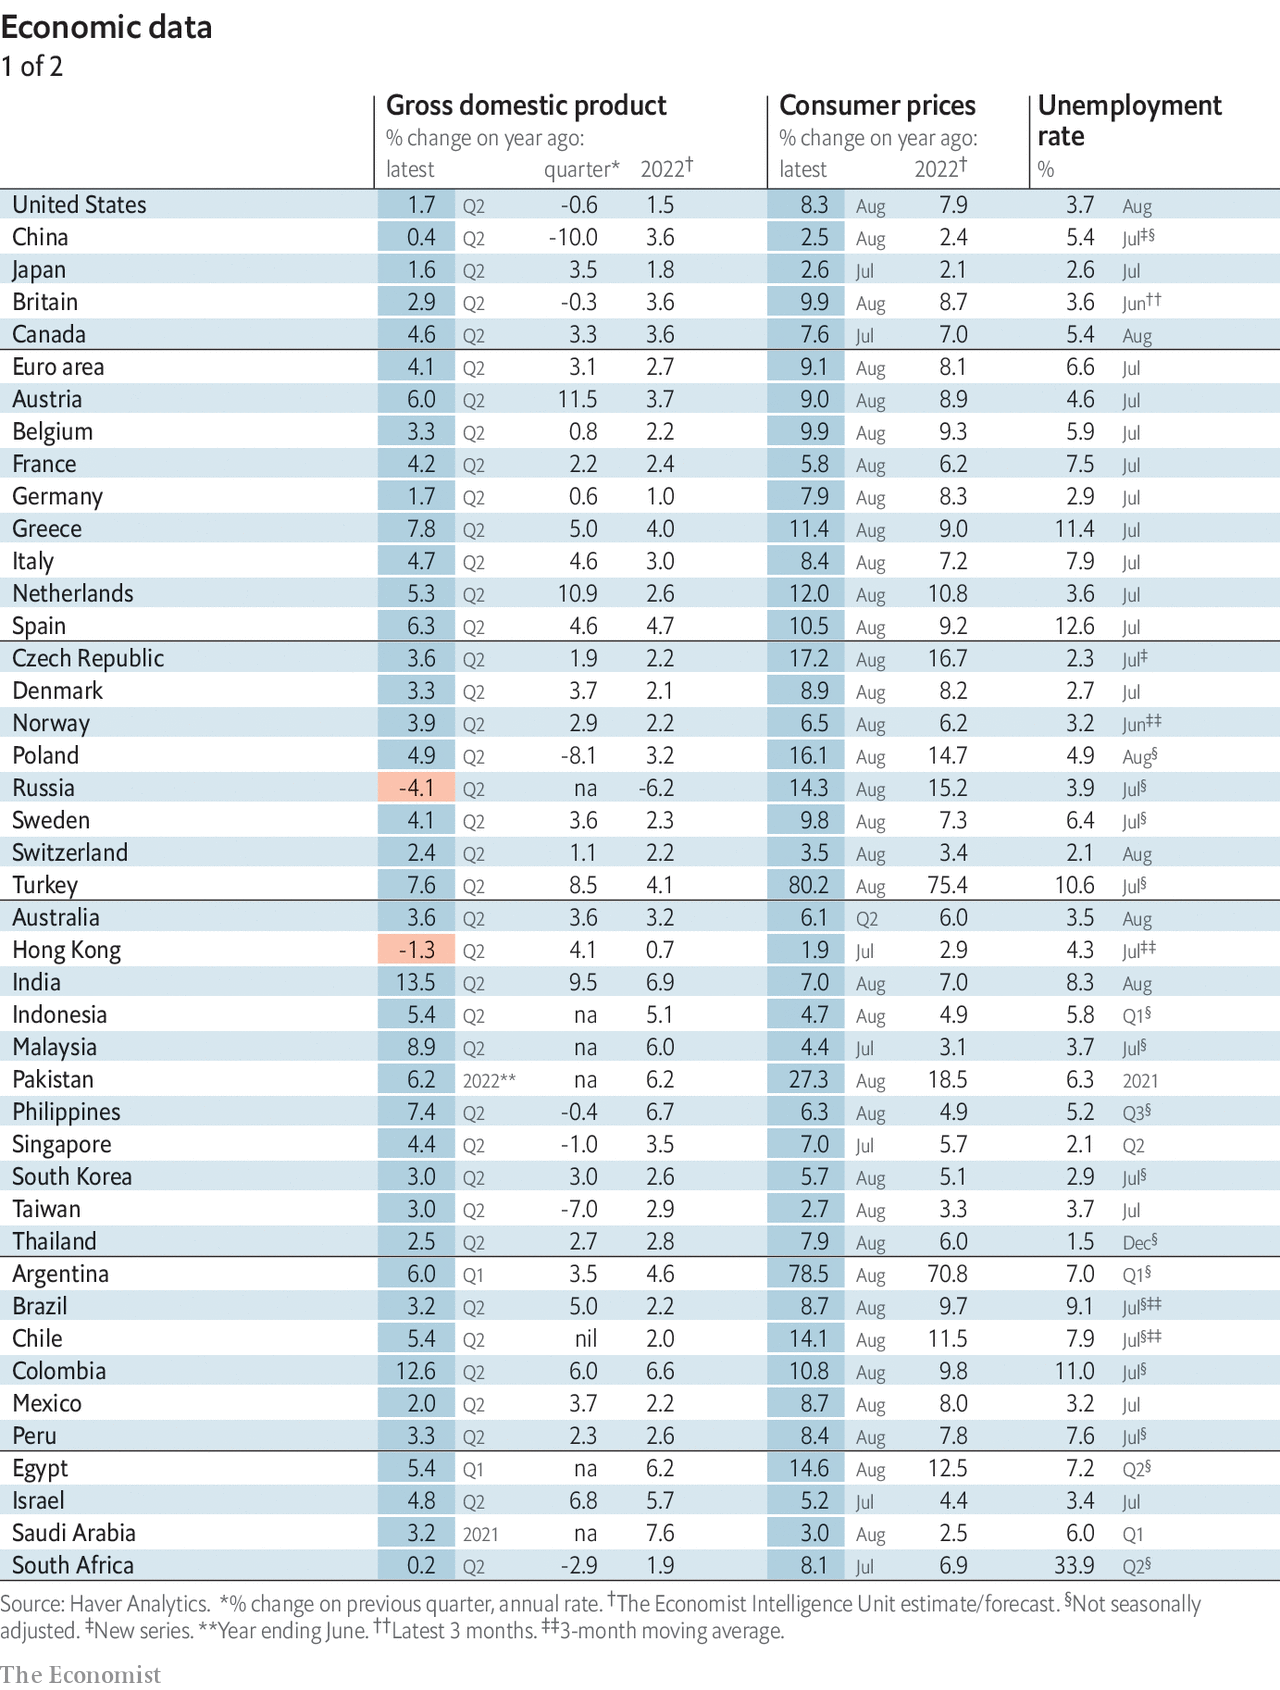 Economic data
1 of 2
Gross domestic product Consumer prices Unemployment
rate
% change on year ago: % change on year ago:
latest quarter* 2022† latest 2022† %
United States 1.7 Q2 -0.6 1.5 8.3 Aug 7.9 3.7 Aug
China 0.4 Q2 -10.0 3.6 2.5 Aug 2.4 5.4 Jul‡§
Japan 1.6 Q2 3.5 1.8 2.6 Jul 2.1 2.6 Jul
Britain 2.9 Q2 -0.3 3.6 9.9 Aug 8.7 3.6 Jun††
Canada 4.6 Q2 3.3 3.6 7.6 Jul 7.0 5.4 Aug
Euro area 4.1 Q2 3.1 2.7 9.1 Aug 8.1 6.6 Jul
Austria 6.0 Q2 11.5 3.7 9.0 Aug 8.9 4.6 Jul
Belgium 3.3 Q2 0.8 2.2 9.9 Aug 9.3 5.9 Jul
France 4.2 Q2 2.2 2.4 5.8 Aug 6.2 7.5 Jul
Germany 1.7 Q2 0.6 1.0 7.9 Aug 8.3 2.9 Jul
Greece 7.8 Q2 5.0 4.0 11.4 Aug 9.0 11.4 Jul
Italy 4.7 Q2 4.6 3.0 8.4 Aug 7.2 7.9 Jul
Netherlands 5.3 Q2 10.9 2.6 12.0 Aug 10.8 3.6 Jul
Spain 6.3 Q2 4.6 4.7 10.5 Aug 9.2 12.6 Jul
Czech Republic 3.6 Q2 1.9 2.2 17.2 Aug 16.7 2.3 Jul‡
Denmark 3.3 Q2 3.7 2.1 8.9 Aug 8.2 2.7 Jul
Norway 3.9 Q2 2.9 2.2 6.5 Aug 6.2 3.2 Jun‡‡
Poland 4.9 Q2 -8.1 3.2 16.1 Aug 14.7 4.9 Aug§
Russia -4.1 Q2 na -6.2 14.3 Aug 15.2 3.9 Jul§
Sweden 4.1 Q2 3.6 2.3 9.8 Aug 7.3 6.4 Jul§
Switzerland 2.4 Q2 1.1 2.2 3.5 Aug 3.4 2.1 Aug
Turkey 7.6 Q2 8.5 4.1 80.2 Aug 75.4 10.6 Jul§
Australia 3.6 Q2 3.6 3.2 6.1 Q2 6.0 3.5 Aug
Hong Kong -1.3 Q2 4.1 0.7 1.9 Jul 2.9 4.3 Jul‡‡
India 13.5 Q2 9.5 6.9 7.0 Aug 7.0 8.3 Aug
Indonesia 5.4 Q2 na 5.1 4.7 Aug 4.9 5.8 Q1§
Malaysia 8.9 Q2 na 6.0 4.4 Jul 3.1 3.7 Jul§
Pakistan 6.2 2022** na 6.2 27.3 Aug 18.5 6.3 2021
Philippines 7.4 Q2 -0.4 6.7 6.3 Aug 4.9 5.2 Q3§
Singapore 4.4 Q2 -1.0 3.5 7.0 Jul 5.7 2.1 Q2
South Korea 3.0 Q2 3.0 2.6 5.7 Aug 5.1 2.9 Jul§
Taiwan 3.0 Q2 -7.0 2.9 2.7 Aug 3.3 3.7 Jul
Thailand 2.5 Q2 2.7 2.8 7.9 Aug 6.0 1.5 Dec§
Argentina 6.0 Q1 3.5 4.6 78.5 Aug 70.8 7.0 Q1§
Brazil 3.2 Q2 5.0 2.2 8.7 Aug 9.7 9.1 Jul§‡‡
Chile 5.4 Q2 nil 2.0 14.1 Aug 11.5 7.9 Jul§‡‡
Colombia 12.6 Q2 6.0 6.6 10.8 Aug 9.8 11.0 Jul§
Mexico 2.0 Q2 3.7 2.2 8.7 Aug 8.0 3.2 Jul
Peru 3.3 Q2 2.3 2.6 8.4 Aug 7.8 7.6 Jul§
Egypt 5.4 Q1 na 6.2 14.6 Aug 12.5 7.2 Q2§
Israel 4.8 Q2 6.8 5.7 5.2 Jul 4.4 3.4 Jul
Saudi Arabia 3.2 2021 na 7.6 3.0 Aug 2.5 6.0 Q1
South Africa 0.2 Q2 -2.9 1.9 8.1 Jul 6.9 33.9 Q2§
Source: Haver Analytics. *% change on previous quarter, annual rate. †The Economist Intelligence Unit estimate/forecast. §Not seasonally
adjusted. ‡New series. **Year ending June. ††Latest 3 months. ‡‡3-month moving average.
The Economist